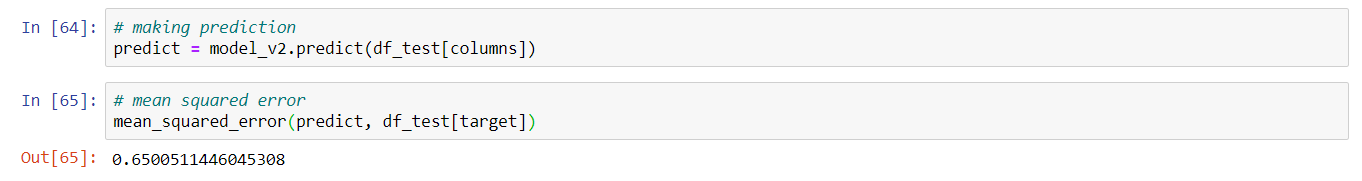 In [64]: # making prediction
predict = model_v2.predict(df_test[columns])
In [65]: # mean squared error
mean_squared_error(predict, df_test[target])
Out[65]: 0.6500511446045308